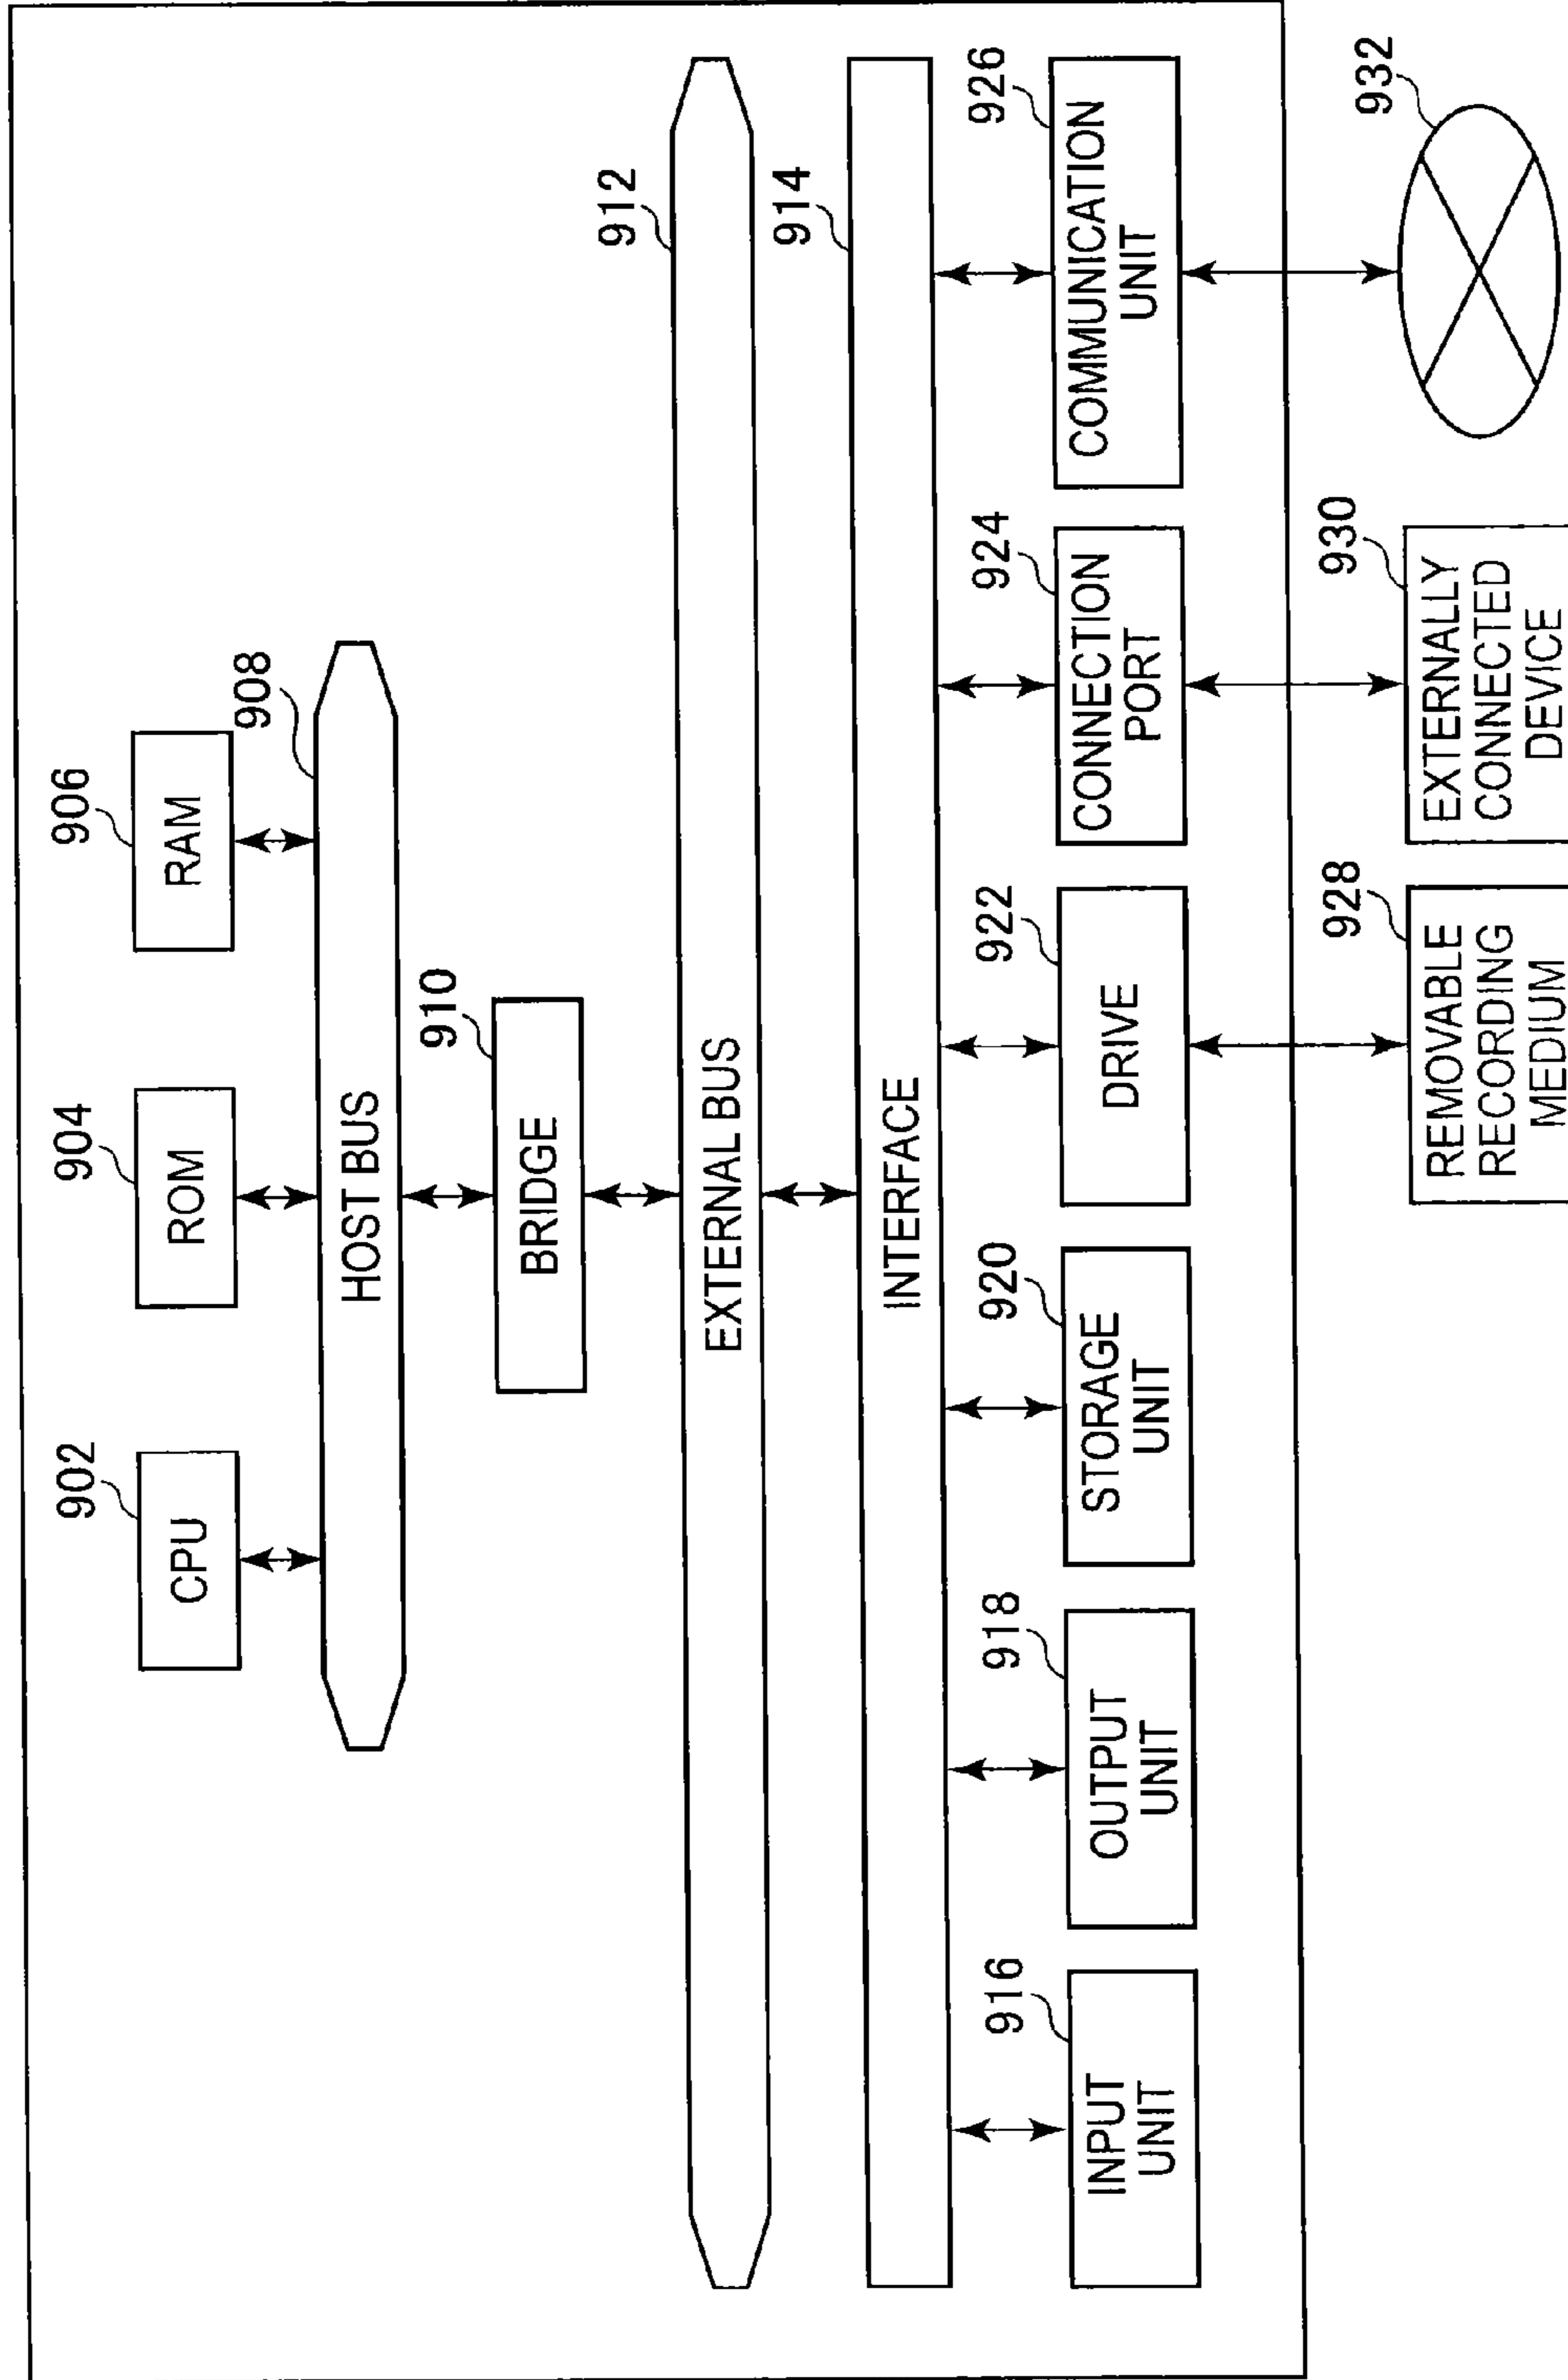 902
904
906
CPU
ROM
RAM
908
HOST BUS
910
BRIDGE
912
EXTERNAL BUS
914
INTERFACE
916
918
920
922
924
926
INPUT
UNIT
OUTPUT
UNIT
STORAGE
UNIT
DRIVE
CONNECTION
PORT
COMMUNICATION
UNIT
928
930
932
REMOVABLE
RECORDING
MEDIUM
EXTERNALLY
CONNECTED
DEVICE